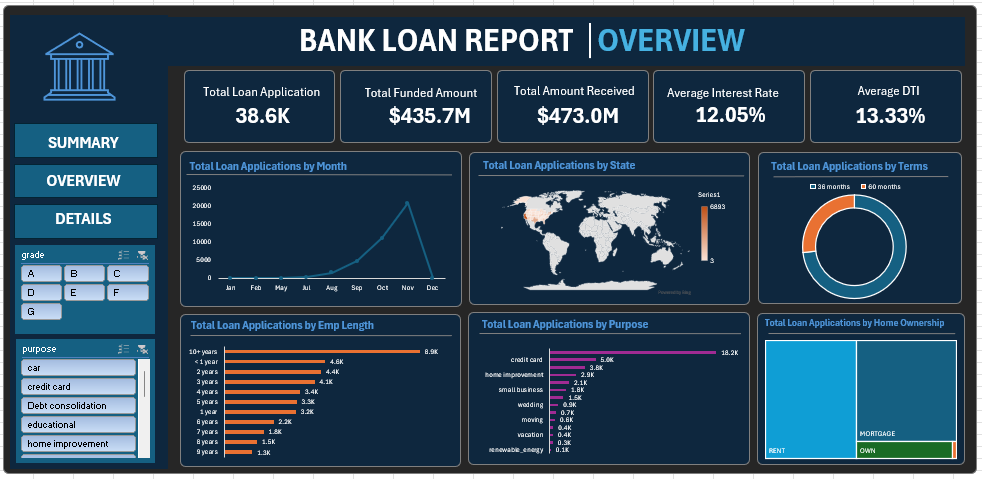 BANK LOAN REPORT | OVERVIEW
SUMMARY
OVERVIEW
DETAILS
grade
A B C
D E F
G
purpose
car
credit card
Debt consolidation
educational
home improvement
Total Loan Application
38.6K
Total Funded Amount
$435.7M
Total Amount Received
$473.0M
Average Interest Rate
12.05%
Average DTI
13.33%
Total Loan Applications by Month
25000
20000
15000
10000
5000
0
Jan Feb May Jul Aug Sep Oct Nov Dec
Total Loan Applications by State
Series1
6893
3
Total Loan Applications by Terms
36 months 60 months
Total Loan Applications by Emp Length
10+ years 8.9K
< 1 year 4.6K
2 years 4.4K
3 years 4.1K
4 years 3.4K
5 years 3.3K
1 year 3.2K
6 years 2.2K
7 years 1.8K
8 years 1.5K
9 years 1.3K
Total Loan Applications by Purpose
18.2K
credit card 5.0K
3.8K
home improvement 2.9K
2.1K
small business 1.8K
1.5K
wedding 0.9K
0.7K
moving 0.6K
0.4K
vacation 0.4K
0.3K
renewable_energy 0.1K
Total Loan Applications by Home Ownership
RENT
MORTGAGE
OWN